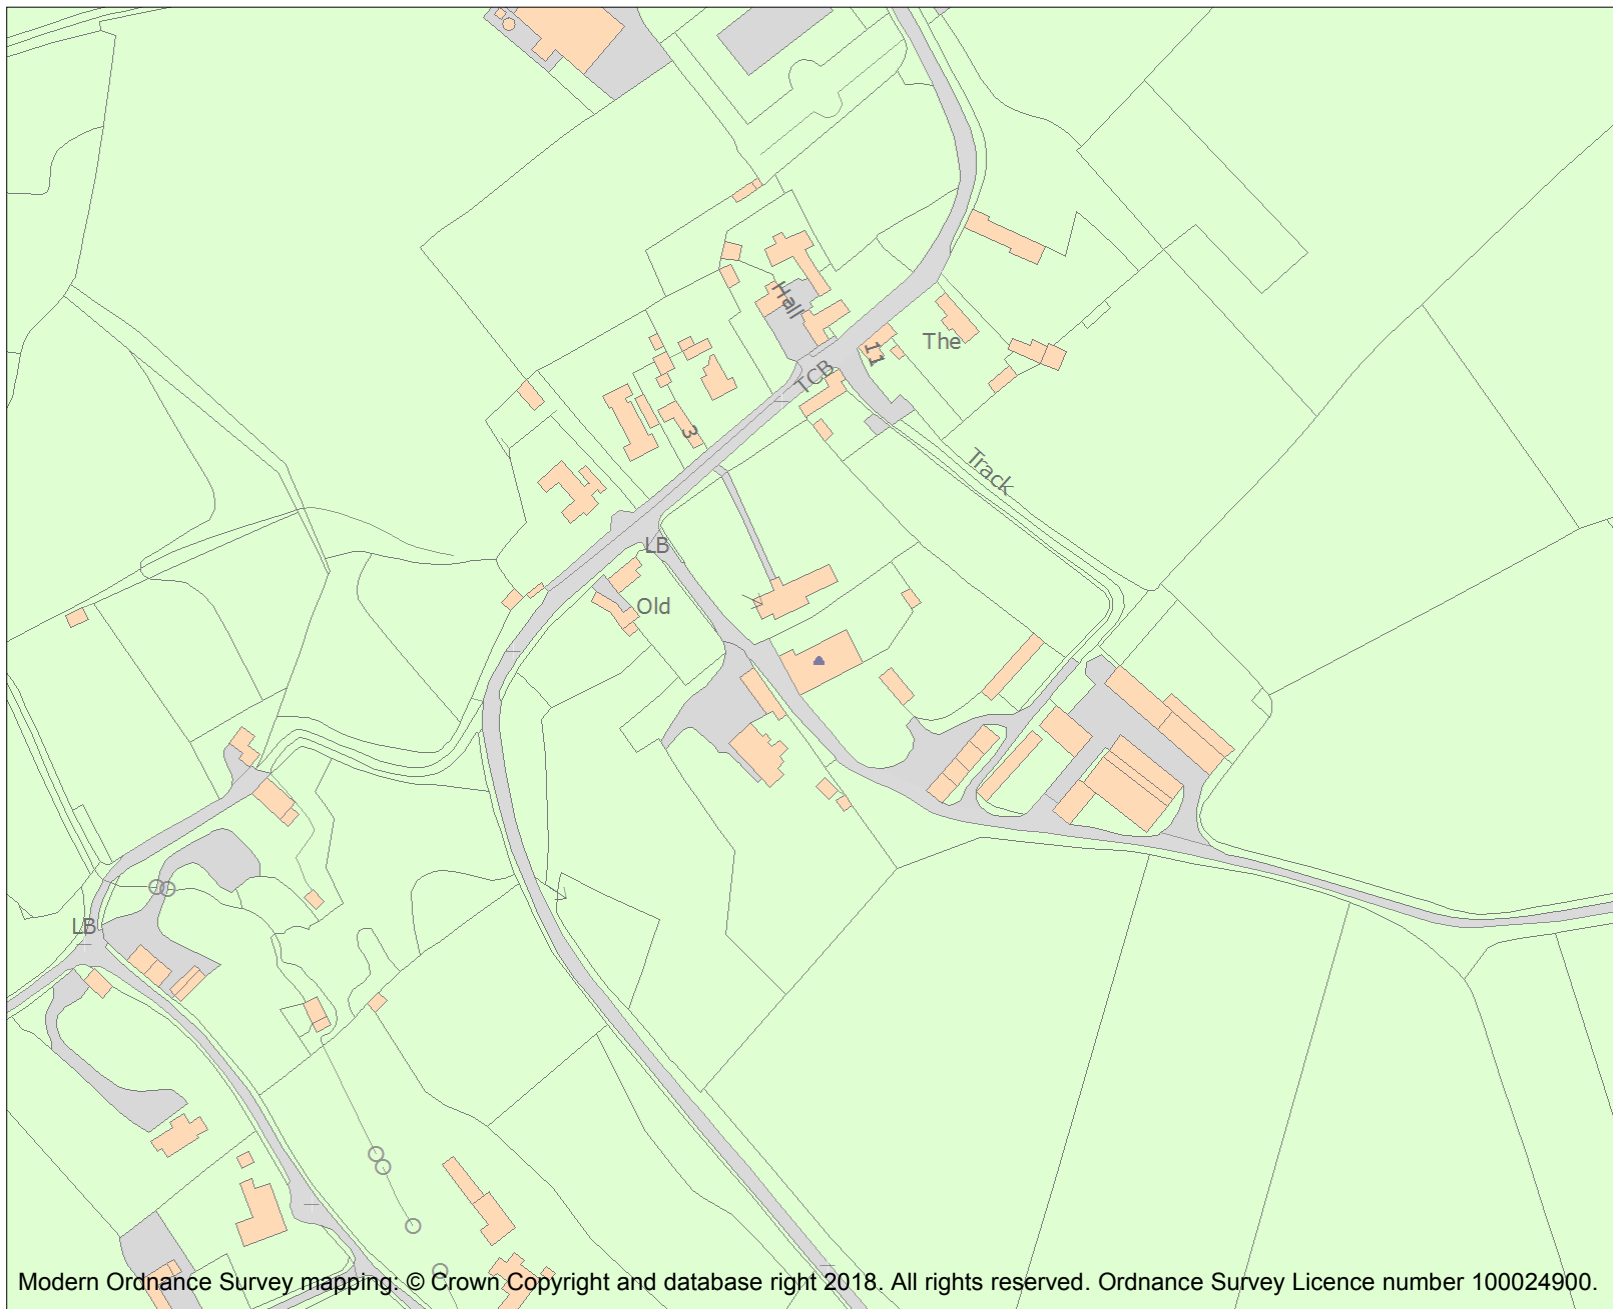 Hall
11
The
TCB
3
Track
LB
Old
LB
Modern Ordnance Survey mapping: © Crown Copyright and database right 2018. All rights reserved. Ordnance Survey Licence number 100024900.